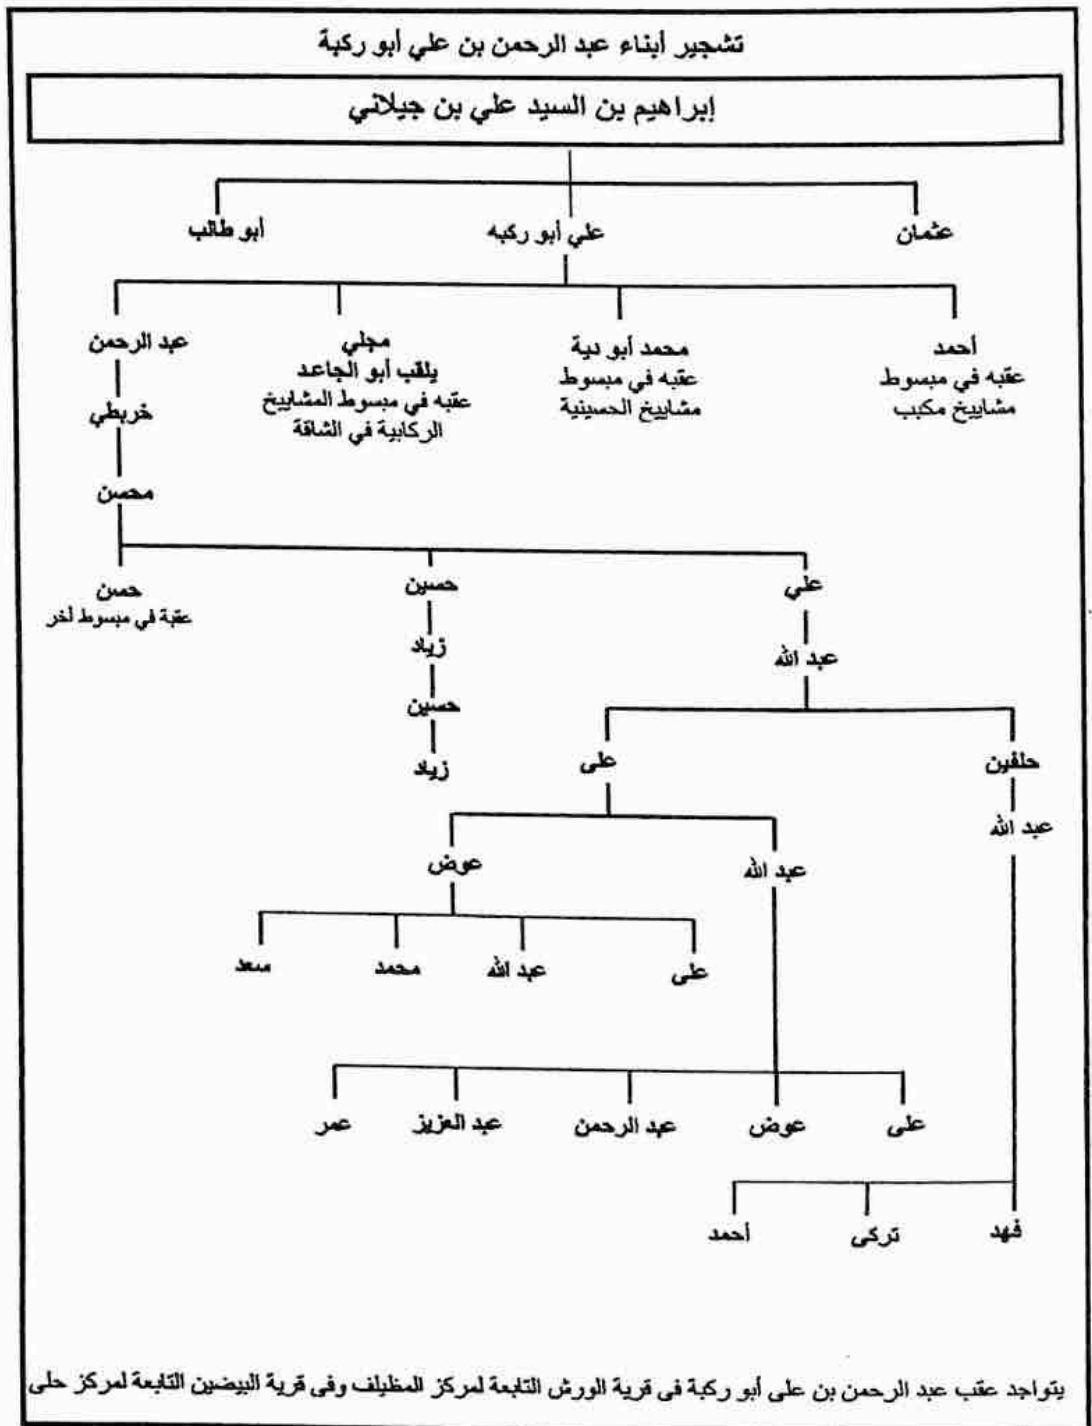 تشجير أبناء عبد الرحمن بن علي أبو ركبة
إبراهيم بن السيد علي بن جيلاني
عثمان
علي أبو ركبه
أبو طالب
أحمد
عقبه في مبسوط
مشاييخ مكبب
محمد أبو دية
عقبه في مبسوط
مشاييخ الحسينية
مجلي
يلقب أبو الجاعد
عقبه في مبسوط المشاييخ
الركابية في الشاقة
عبد الرحمن
خريطي
محسن
علي
حسين
حسن
عقبة في مبسوط أخر
عبد الله
زياد
حسين
زياد
حلفين
على
عبد الله
عبد الله
عوض
على
عبد الله
محمد
سعد
على
عوض
عبد الرحمن
عبد العزيز
عمر
فهد
تركى
أحمد
يتواجد عقب عبد الرحمن بن على أبو ركبة فى قرية الورش التابعة لمركز المظيلف وفى قرية البيضين التابعة لمركز حلى